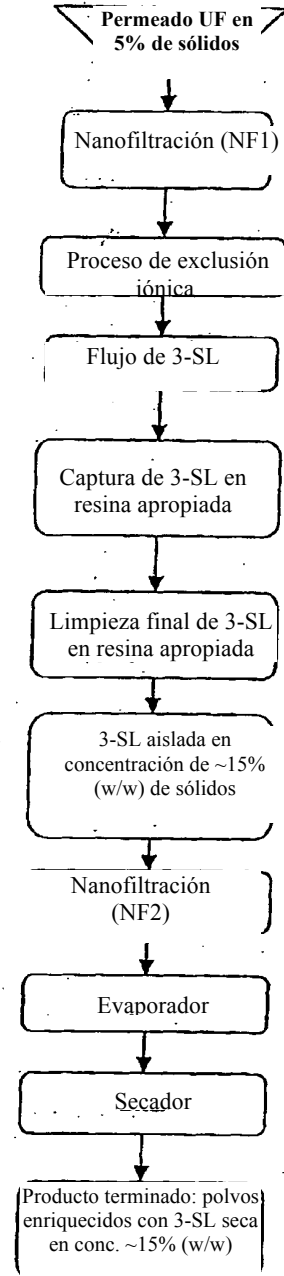 Permeado UF en
5% de sólidos
Nanofiltración (NF1)
Proceso de exclusión
iónica
Flujo de 3-SL
Captura de 3-SL en
resina apropiada
Limpieza final de 3-SL
en resina apropiada
3-SL aislada en
concentración de ~15%
(w/w) de sólidos
Nanofiltración
(NF2)
Evaporador
Secador
Producto terminado: polvos
enriquecidos con 3-SL seca
en conc. ~15% (w/w)